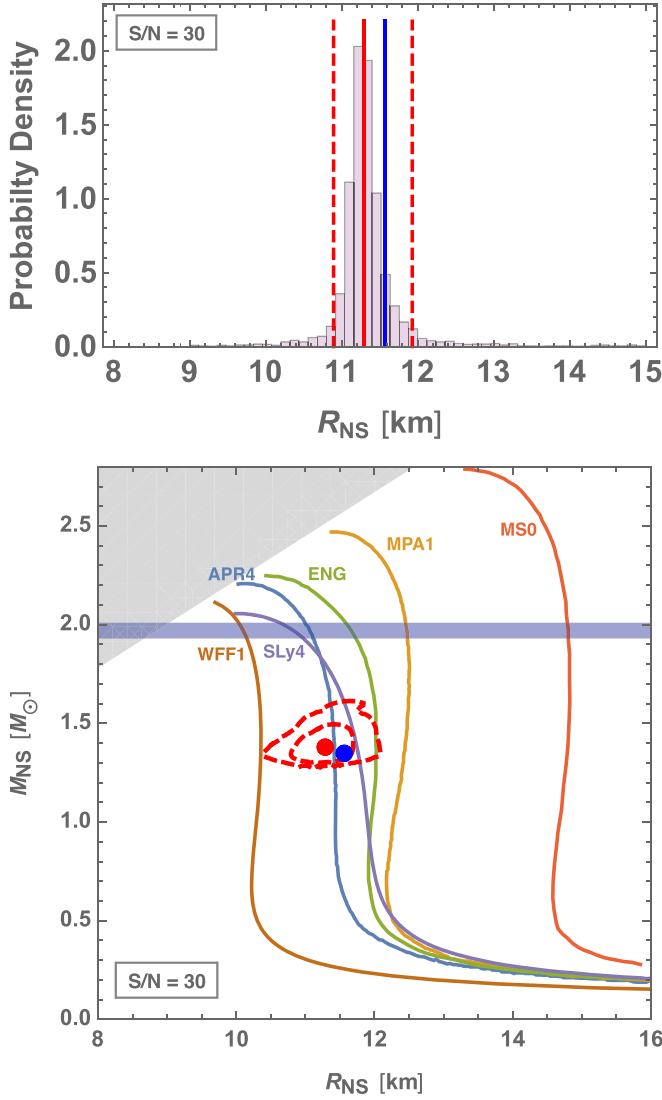 S/N = 30
Probabilty Density
2.0
1.5
1.0
0.5
0.0
8 9 10 11 12 13 14 15
R_NS [km]
2.5
2.0
1.5
1.0
0.5
0.0
M_NS [M_⊙]
MS0
MPA1
APR4
ENG
WFF1
SLy4
S/N = 30
8 10 12 14 16
R_NS [km]